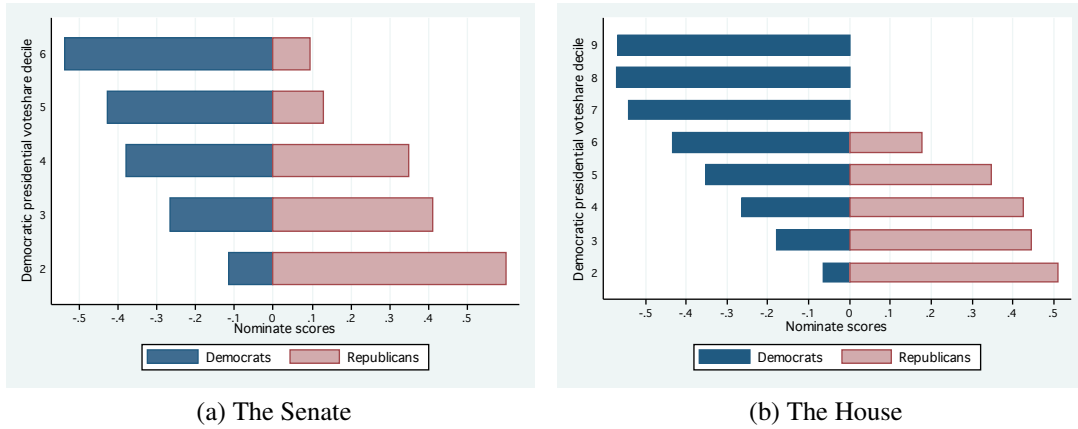 Democratic presidential voteshare decile
6
5
4
3
2
-.5 -.4 -.3 -.2 -.1 0 .1 .2 .3 .4 .5
Nominate scores
Democrats Republicans
(a) The Senate
Democratic presidential voteshare decile
9
8
7
6
5
4
3
2
-.5 -.4 -.3 -.2 -.1 0 .1 .2 .3 .4 .5
Nominate scores
Democrats Republicans
(b) The House